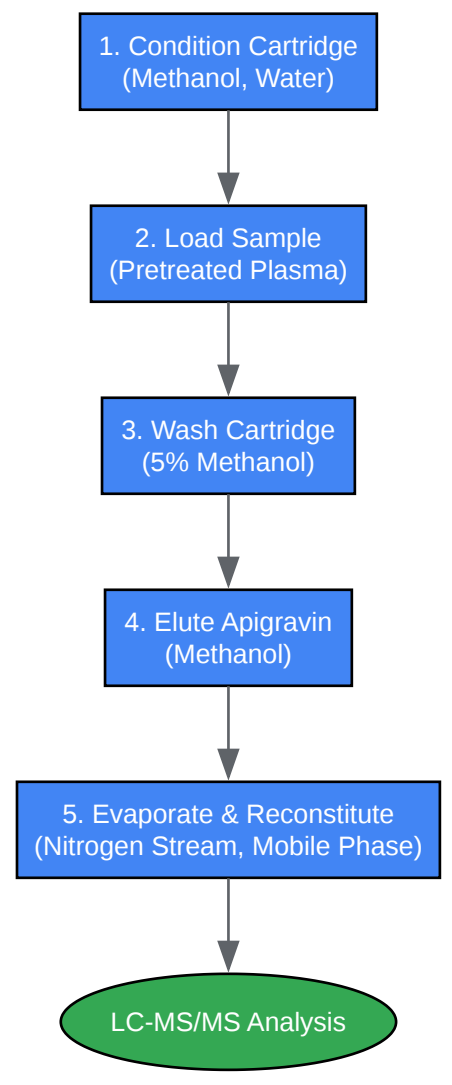 1. Condition Cartridge
(Methanol, Water)
2. Load Sample
(Pretreated Plasma)
3. Wash Cartridge
(5% Methanol)
4. Elute Apigravin
(Methanol)
5. Evaporate & Reconstitute
(Nitrogen Stream, Mobile Phase)
LC-MS/MS Analysis